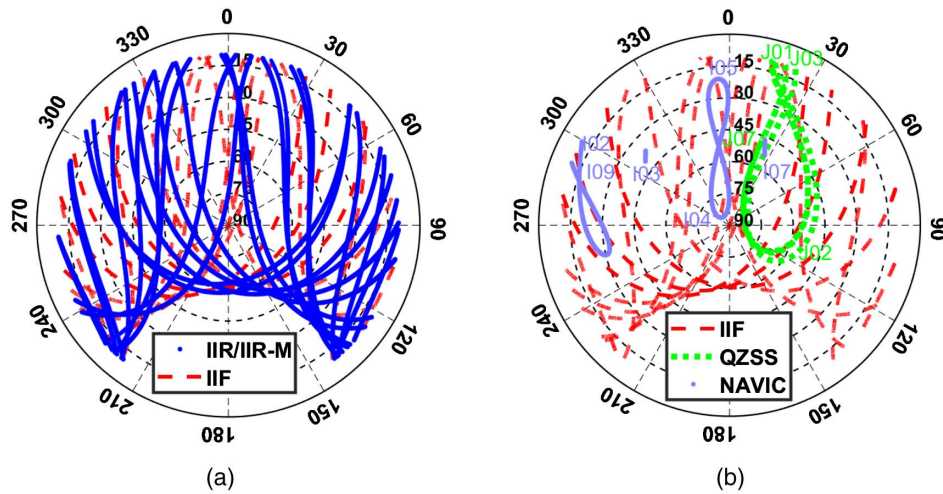 0
30
60
90
120
150
180
210
240
270
300
330
15
30
45
60
75
90
IIR/IIR-M
IIF
(a)
0
30
60
90
120
150
180
210
240
270
300
330
15
30
45
60
75
90
J01
J03
I05
J07
I02
I09
I03
I07
I04
J02
IIF
QZSS
NAVIC
(b)